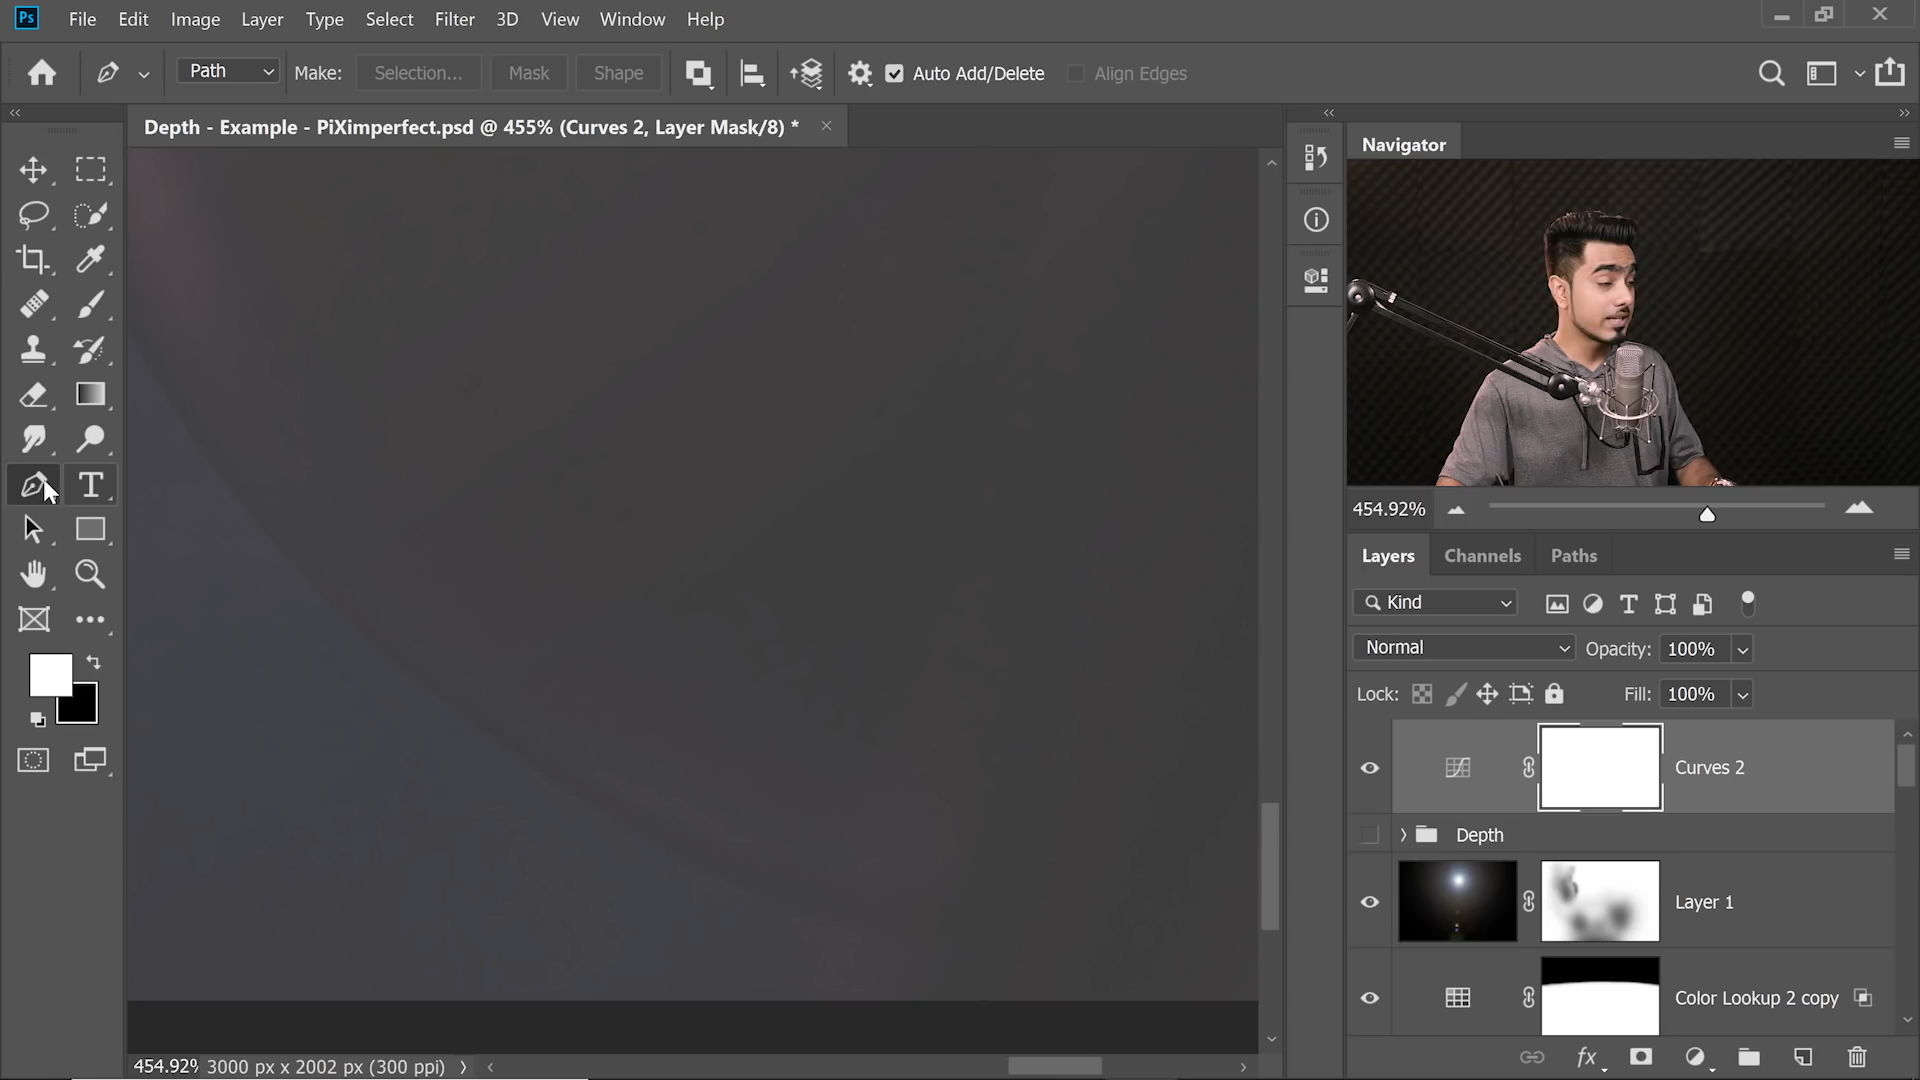 Ps File Edit Image Layer Type Select Filter 3D View Window Help
Path Make: Selection... Mask Shape Auto Add/Delete Align Edges
Depth - Example - PiXimperfect.psd @ 455% (Curves 2, Layer Mask/8) *
Navigator
454.92%
Layers Channels Paths
Kind
Normal Opacity: 100%
Lock: Fill: 100%
Curves 2
Depth
Layer 1
Color Lookup 2 copy
454.92% 3000 px x 2002 px (300 ppi)
fx